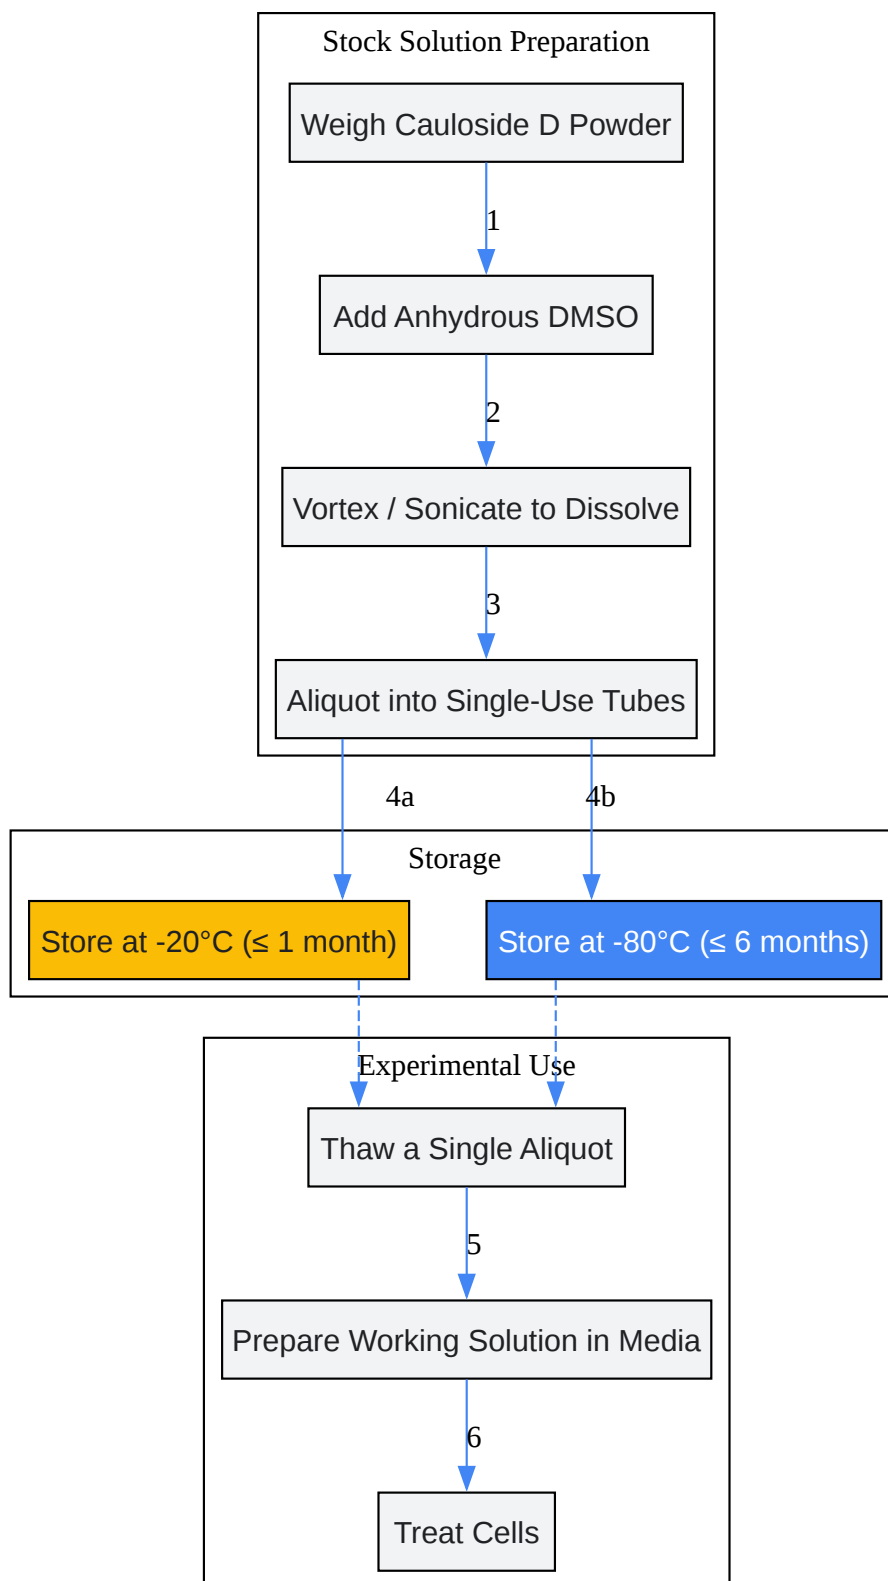 Stock Solution Preparation
Weigh Cauloside D Powder
1
Add Anhydrous DMSO
2
Vortex / Sonicate to Dissolve
3
Aliquot into Single-Use Tubes
4a
4b
Storage
Store at -20°C (≤ 1 month)
Store at -80°C (≤ 6 months)
Experimental Use
Thaw a Single Aliquot
5
Prepare Working Solution in Media
6
Treat Cells